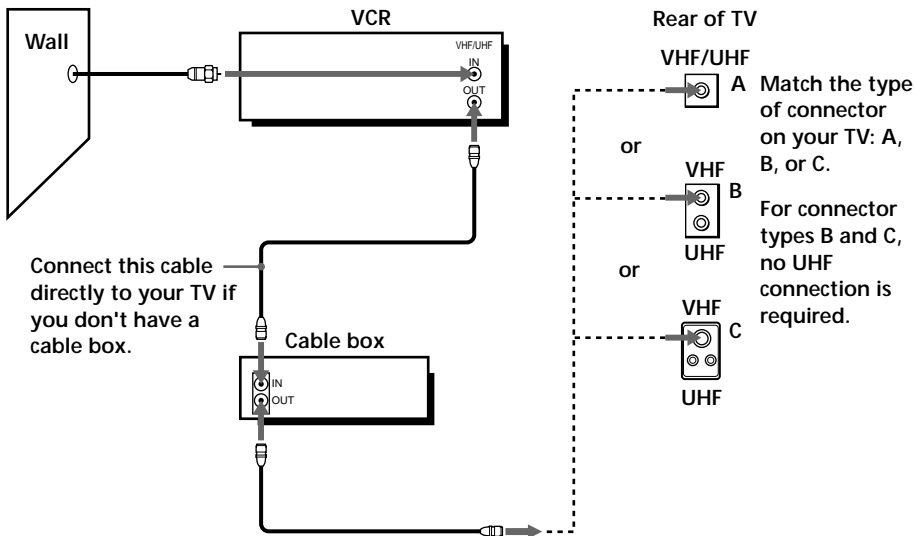 VCR
Rear of TV
Wall
VHF/UHF
IN
OUT
VHF/UHF
A
Match the type
of connector
on your TV: A,
B, or C.
or
VHF
B
UHF
For connector
types B and C,
no UHF
connection is
required.
or
VHF
C
UHF
Connect this cable
directly to your TV if
you don't have a
cable box.
Cable box
IN
OUT